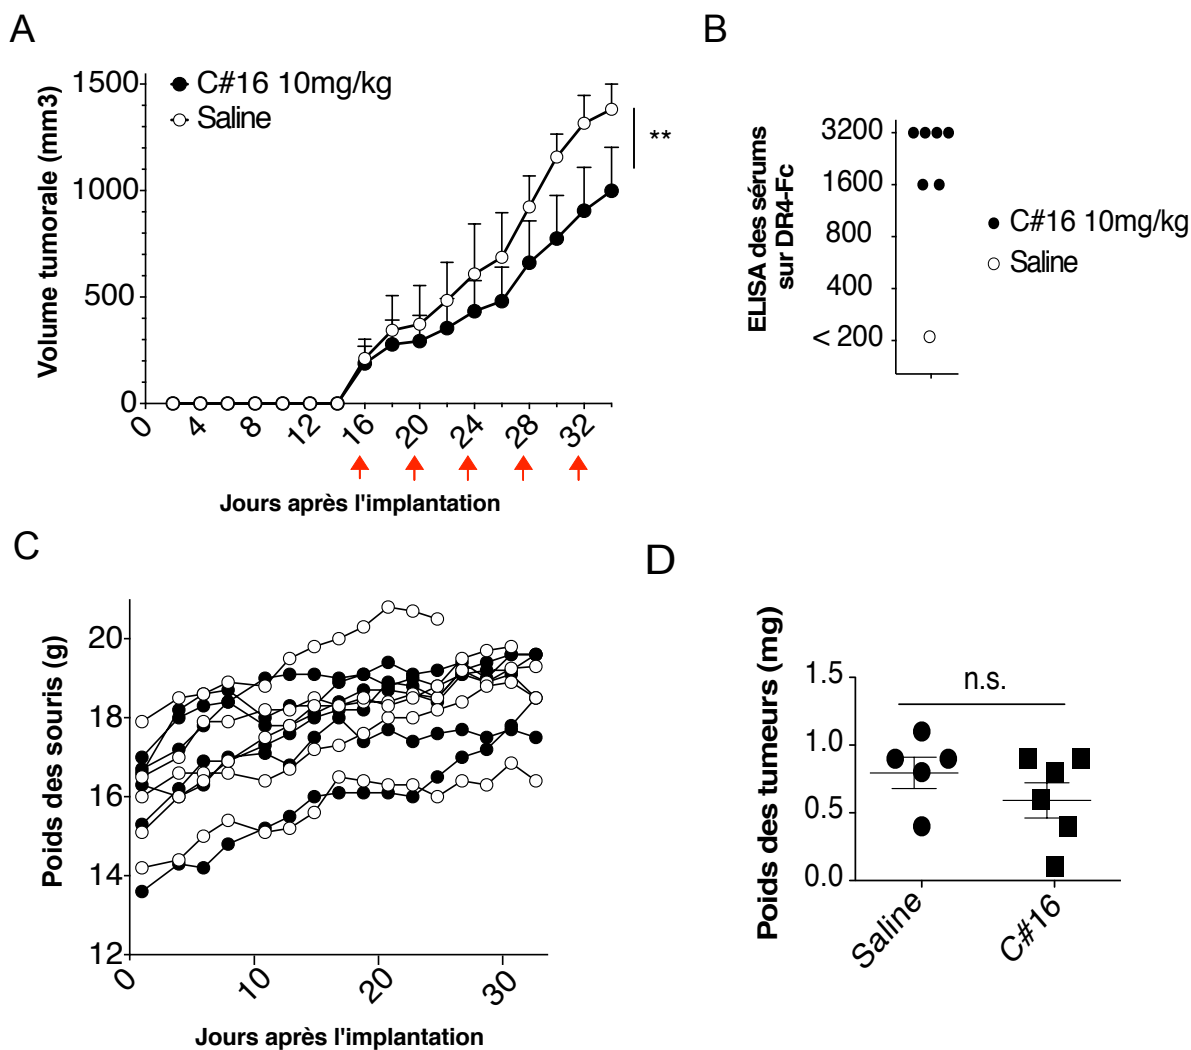 A
Volume tumorale (mm3)
1500
1000
500
0
C#16 10mg/kg
Saline
**
0 4 8 12 16 20 24 28 32
Jours après l'implantation
B
ELISA des sérums
sur DR4-Fc
3200
1600
800
400
< 200
C#16 10mg/kg
Saline
C
Poids des souris (g)
20
18
16
14
12
0 10 20 30
Jours après l'implantation
D
Poids des tumeurs (mg)
1.5
1.0
0.5
0.0
n.s.
Saline C#16